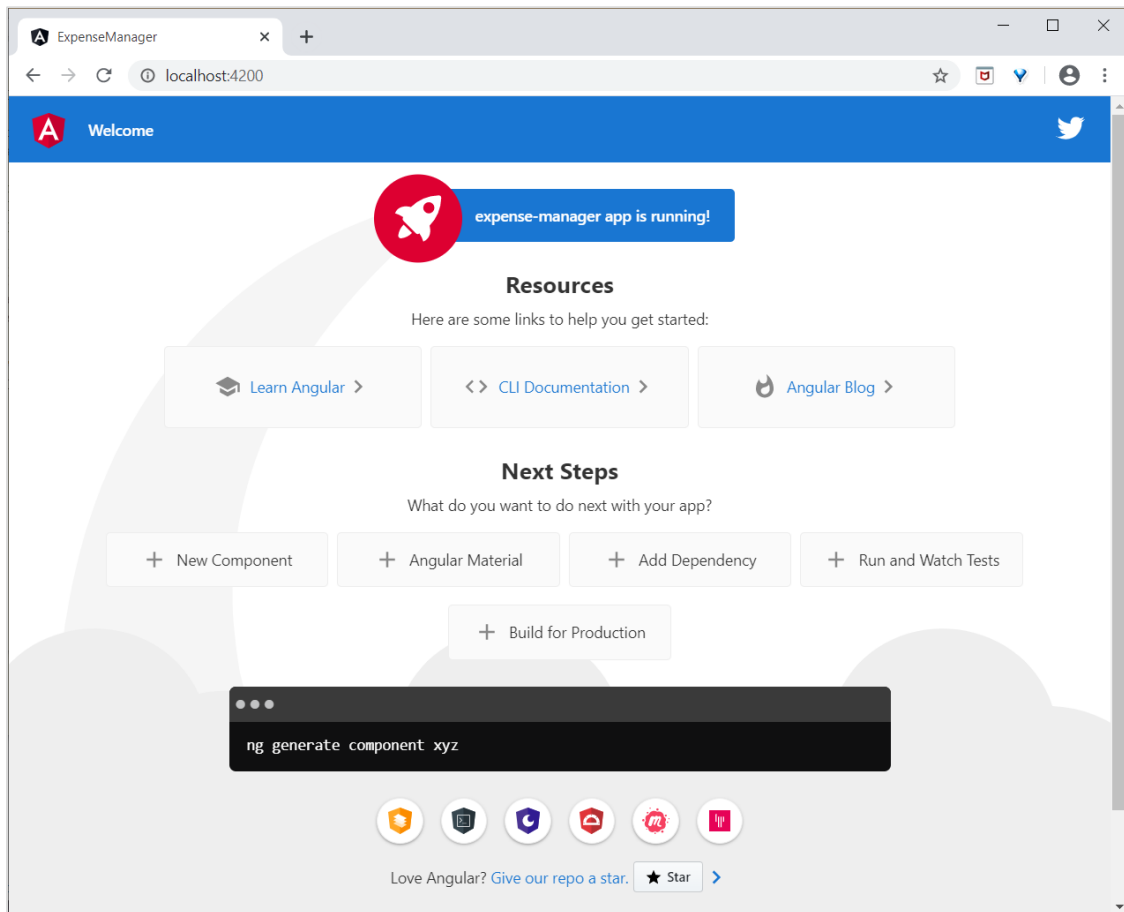 ExpenseManager
localhost:4200
Welcome
expense-manager app is running!
Resources
Here are some links to help you get started:
Learn Angular
CLI Documentation
Angular Blog
Next Steps
What do you want to do next with your app?
New Component
Angular Material
Add Dependency
Run and Watch Tests
Build for Production
ng generate component xyz
Love Angular? Give our repo a star. Star